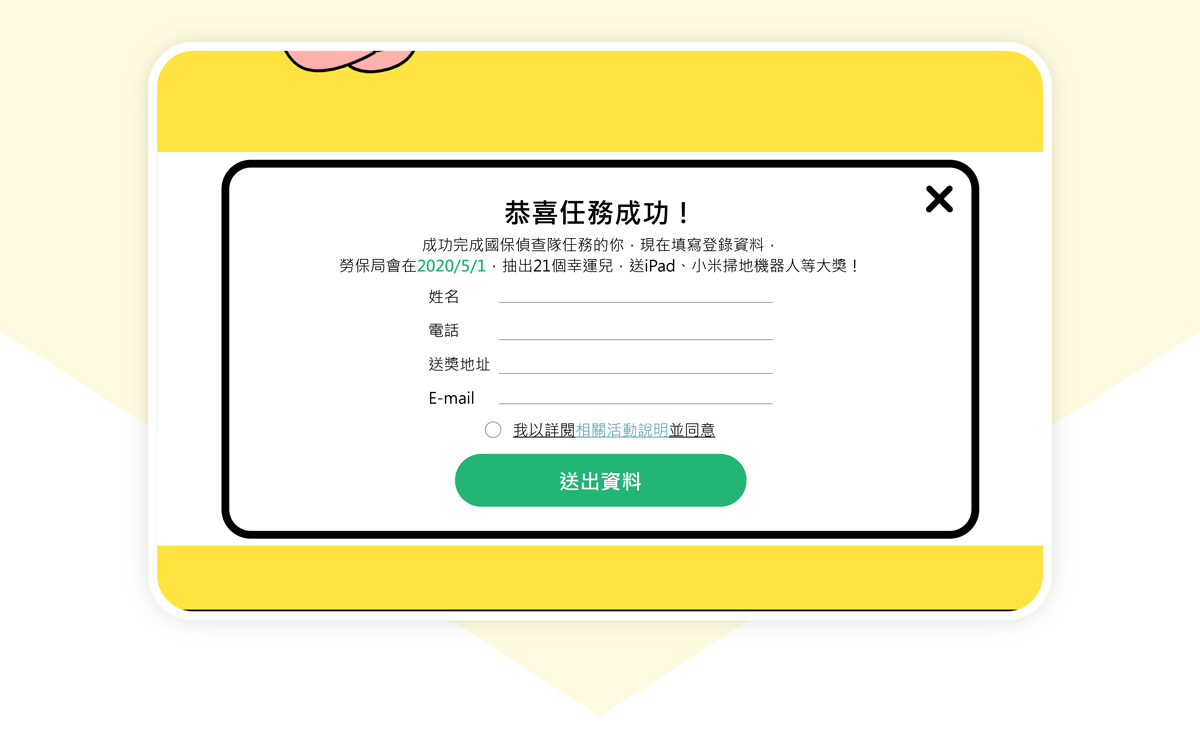 恭喜任務成功！
成功完成國保偵查隊任務的你，現在填寫登錄資料，
勞保局會在2020/5/1，抽出21個幸運兒，送iPad、小米掃地機器人等大獎！
姓名
電話
送獎地址
E-mail
我以詳閱相關活動說明並同意
送出資料